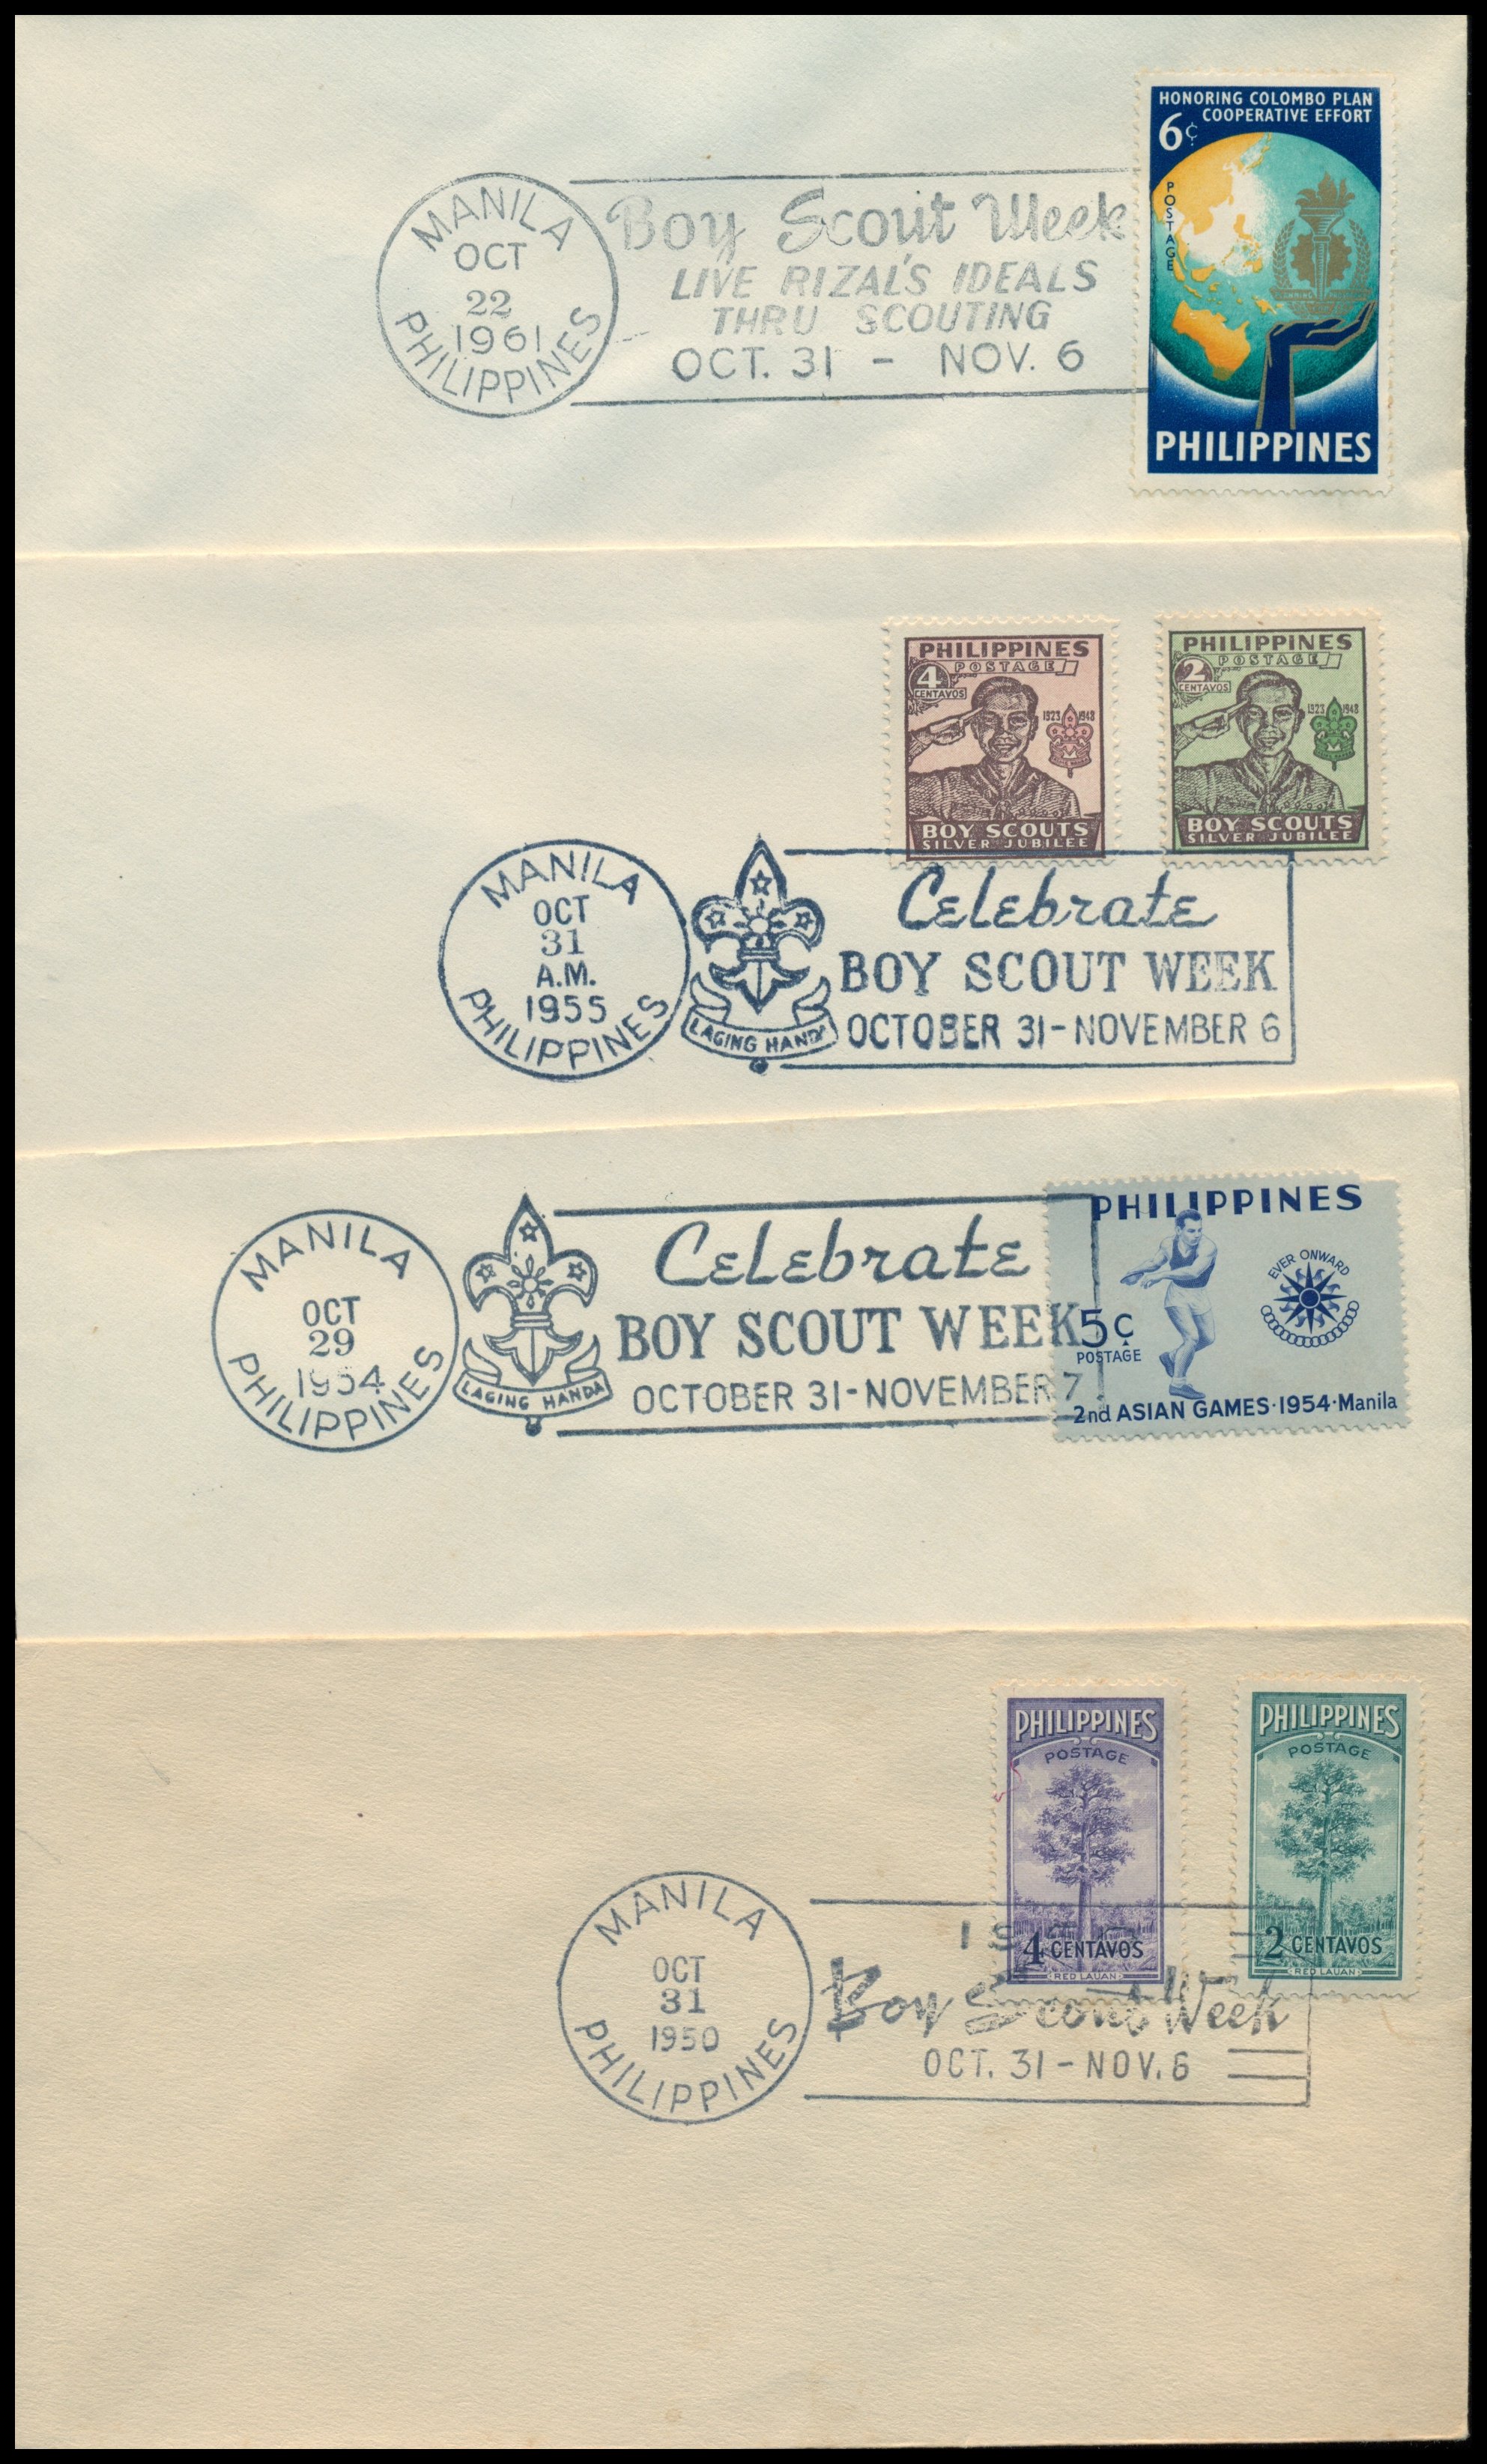 HONORING COLOMBO PLAN
COOPERATIVE EFFORT
6¢
POSTAGE
PHILIPPINES
MANILA
OCT
22
1961
PHILIPPINES
Boy Scout Week
LIVE RIZAL'S IDEALS
THRU SCOUTING
OCT. 31 - NOV. 6
PHILIPPINES
POSTAGE
4
CENTAVOS
1923 1948
BOY SCOUTS
SILVER JUBILEE
PHILIPPINES
POSTAGE
2
CENTAVOS
1923 1948
BOY SCOUTS
SILVER JUBILEE
MANILA
OCT
31
A.M.
1955
PHILIPPINES
LAGING HANDA
Celebrate
BOY SCOUT WEEK
OCTOBER 31-NOVEMBER 6
MANILA
OCT
29
1954
PHILIPPINES
LAGING HANDA
Celebrate
BOY SCOUT WEEK
OCTOBER 31-NOVEMBER 7
PHILIPPINES
EVER ONWARD
5¢
POSTAGE
2nd ASIAN GAMES·1954·Manila
PHILIPPINES
POSTAGE
4 CENTAVOS
RED LAUAN
PHILIPPINES
POSTAGE
2 CENTAVOS
RED LAUAN
MANILA
OCT
31
1950
PHILIPPINES
Boy Scout Week
OCT. 31-NOV. 6